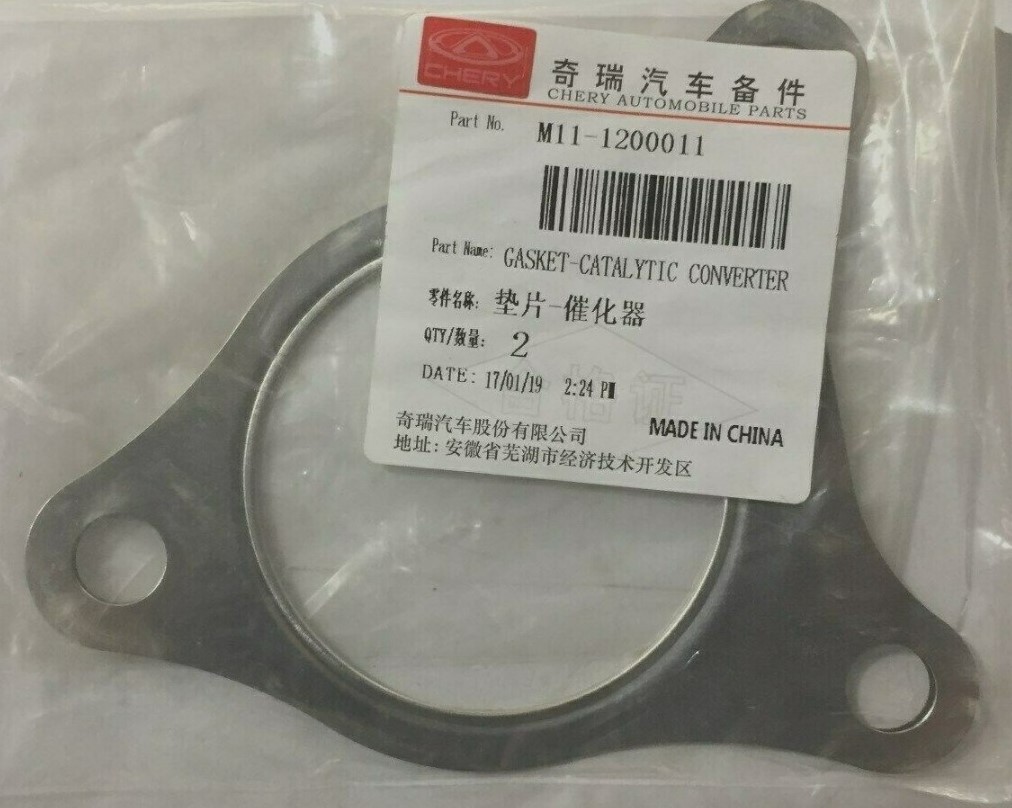 CHERY
奇瑞汽车备件
CHERY AUTOMOBILE PARTS
Part No. M11-1200011
Part Name: GASKET-CATALYTIC CONVERTER
零件名称: 垫片-催化器
QTY/数量: 2
DATE: 17/01/19 2:24 PM
合格证
MADE IN CHINA
奇瑞汽车股份有限公司
地址: 安徽省芜湖市经济技术开发区